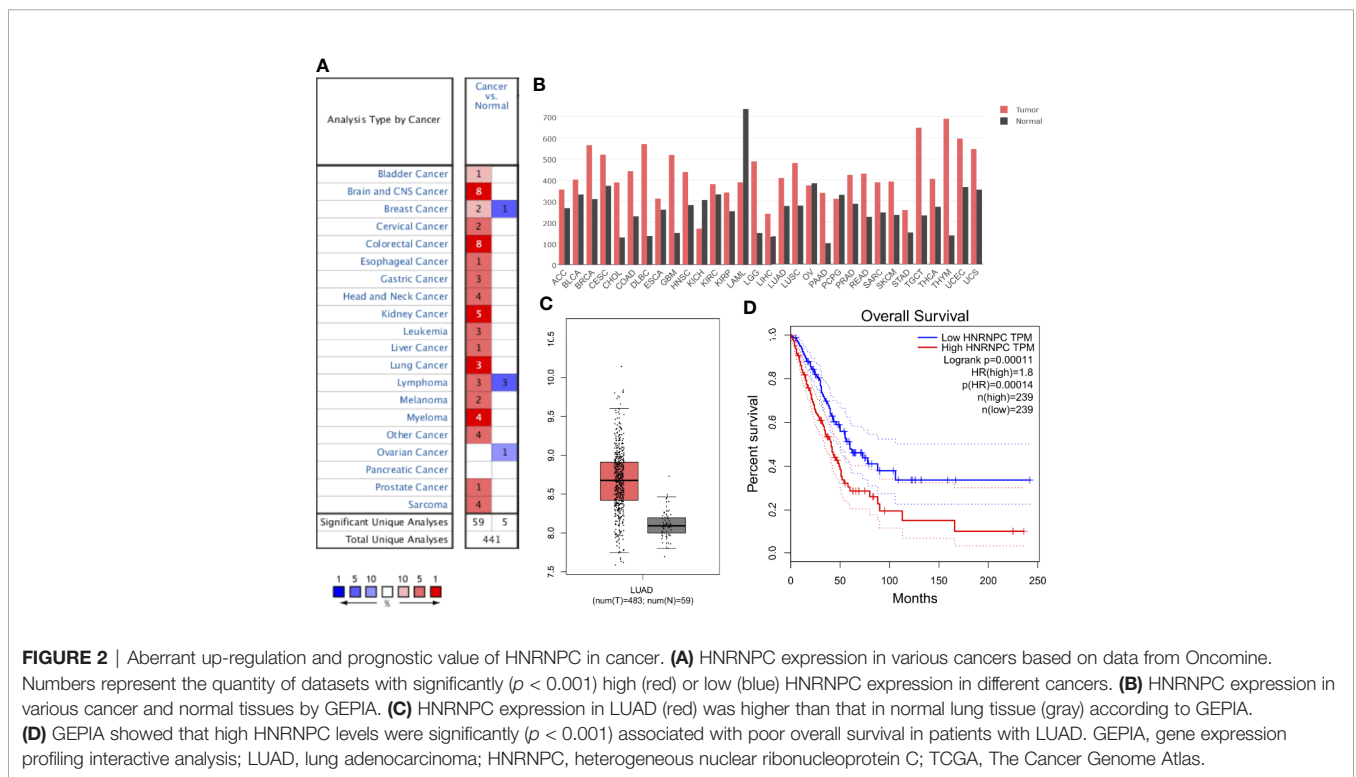 A
Analysis Type by Cancer
Cancer
vs.
Normal
Bladder Cancer 1
Brain and CNS Cancer 8
Breast Cancer 2 1
Cervical Cancer 2
Colorectal Cancer 8
Esophageal Cancer 1
Gastric Cancer 3
Head and Neck Cancer 4
Kidney Cancer 5
Leukemia 3
Liver Cancer 1
Lung Cancer 3
Lymphoma 3 3
Melanoma 2
Myeloma 4
Other Cancer 4
Ovarian Cancer 1
Pancreatic Cancer
Prostate Cancer 1
Sarcoma 4
Significant Unique Analyses 59 5
Total Unique Analyses 441
1 5 10 10 5 1
%
B
Tumor
Normal
700
600
500
400
300
200
100
0
ACC BLCA BRCA CESC CHOL COAD DLBC ESCA GBM HNSC KICH KIRC KIRP LAML LGG LIHC LUAD LUSC OV PAAD PCPG PRAD READ SARC SKCM STAD TGCT THCA THYM UCEC UCS
C
10.5
10.0
9.5
9.0
8.5
8.0
7.5
LUAD
(num(T)=483; num(N)=59)
D
Overall Survival
Low HNRNPC TPM
High HNRNPC TPM
Logrank p=0.00011
HR(high)=1.8
p(HR)=0.00014
n(high)=239
n(low)=239
Percent survival
1.0
0.8
0.6
0.4
0.2
0.0
0 50 100 150 200 250
Months
FIGURE 2 | Aberrant up-regulation and prognostic value of HNRNPC in cancer. (A) HNRNPC expression in various cancers based on data from Oncomine.
Numbers represent the quantity of datasets with significantly (p < 0.001) high (red) or low (blue) HNRNPC expression in different cancers. (B) HNRNPC expression in
various cancer and normal tissues by GEPIA. (C) HNRNPC expression in LUAD (red) was higher than that in normal lung tissue (gray) according to GEPIA.
(D) GEPIA showed that high HNRNPC levels were significantly (p < 0.001) associated with poor overall survival in patients with LUAD. GEPIA, gene expression
profiling interactive analysis; LUAD, lung adenocarcinoma; HNRNPC, heterogeneous nuclear ribonucleoprotein C; TCGA, The Cancer Genome Atlas.